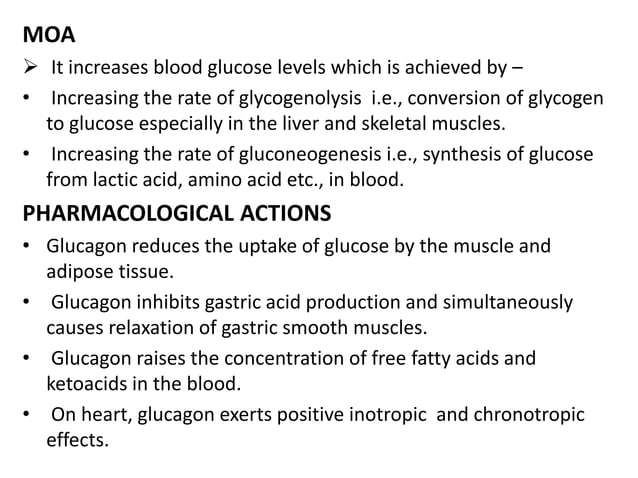 MOA
➢ It increases blood glucose levels which is achieved by –
• Increasing the rate of glycogenolysis i.e., conversion of glycogen
to glucose especially in the liver and skeletal muscles.
• Increasing the rate of gluconeogenesis i.e., synthesis of glucose
from lactic acid, amino acid etc., in blood.
PHARMACOLOGICAL ACTIONS
• Glucagon reduces the uptake of glucose by the muscle and
adipose tissue.
• Glucagon inhibits gastric acid production and simultaneously
causes relaxation of gastric smooth muscles.
• Glucagon raises the concentration of free fatty acids and
ketoacids in the blood.
• On heart, glucagon exerts positive inotropic and chronotropic
effects.